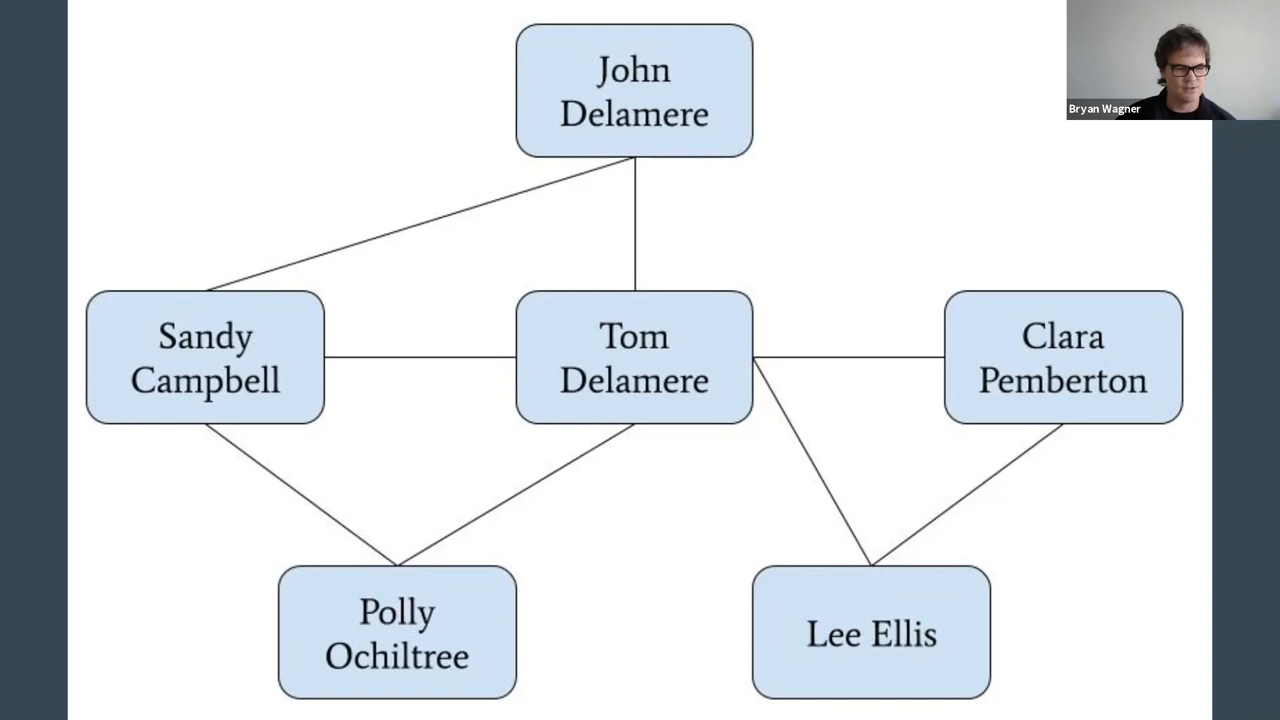 John
Delamere
Bryan Wagner
Sandy
Campbell
Tom
Delamere
Clara
Pemberton
Polly
Ochiltree
Lee Ellis